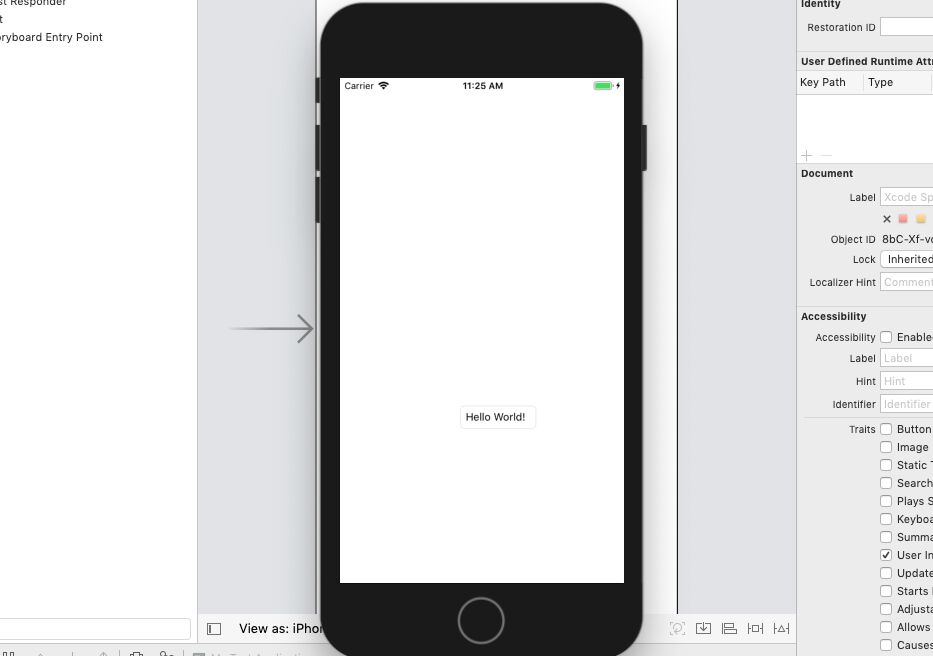 st Responder
t
oryboard Entry Point
Carrier
11:25 AM
Hello World!
View as: iPhor
Identity
Restoration ID
User Defined Runtime Attr
Key Path
Type
Document
Label
Xcode Sp
Object ID
8bC-Xf-vo
Lock
Inherited
Localizer Hint
Comment
Accessibility
Accessibility
Enable
Label
Label
Hint
Hint
Identifier
Identifier
Traits
Button
Image
Static T
Search
Plays S
Keyboa
Summa
User In
Update
Starts
Adjusta
Allows
Causes